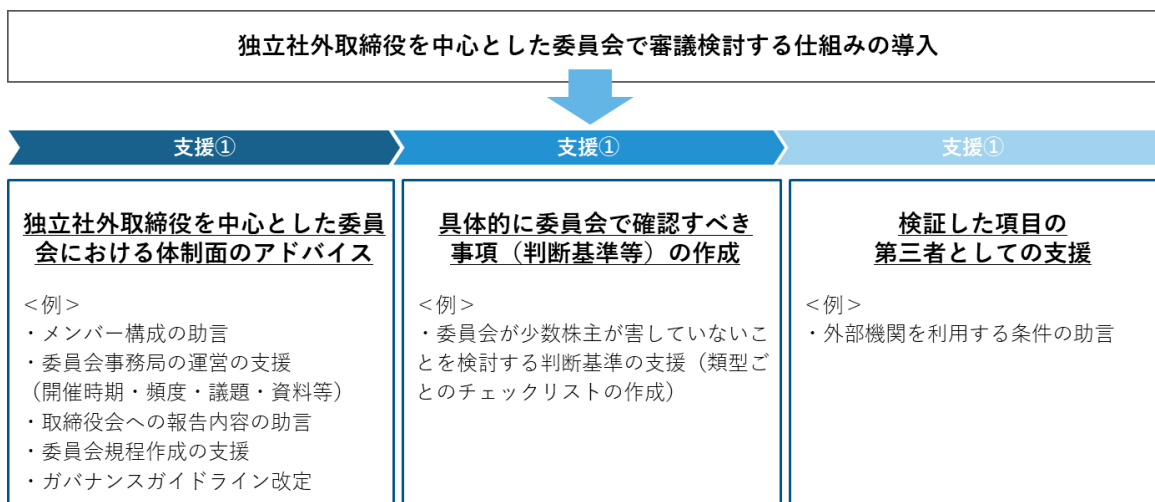 独立社外取締役を中心とした委員会で審議検討する仕組みの導入
支援①
支援①
支援①
独立社外取締役を中心とした委員
会における体制面のアドバイス
＜例＞
・メンバー構成の助言
・委員会事務局の運営の支援
（開催時期・頻度・議題・資料等）
・取締役会への報告内容の助言
・委員会規程作成の支援
・ガバナンスガイドライン改定
具体的に委員会で確認すべき
事項（判断基準等）の作成
＜例＞
・委員会が少数株主が害していないこ
とを検討する判断基準の支援（類型ご
とのチェックリストの作成）
検証した項目の
第三者としての支援
＜例＞
・外部機関を利用する条件の助言